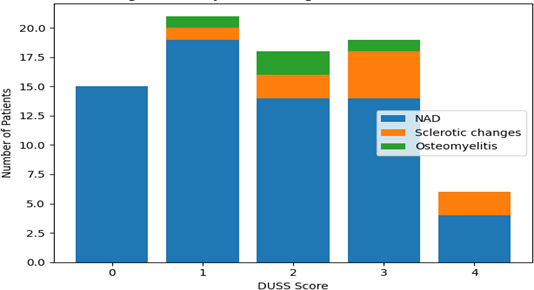 20.0
17.5
15.0
12.5
10.0
7.5
5.0
2.5
0.0
Number of Patients
NAD
Sclerotic changes
Osteomyelitis
0 1 2 3 4
DUSS Score